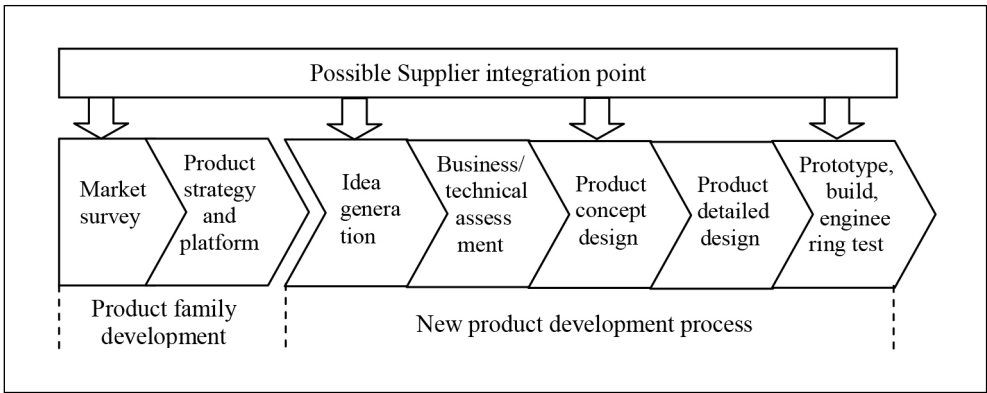 Possible Supplier integration point
Market
survey
Product
strategy
and
platform
Idea
genera
tion
Business/
technical
assess
ment
Product
concept
design
Product
detailed
design
Prototype,
build,
enginee
ring test
Product family
development
New product development process